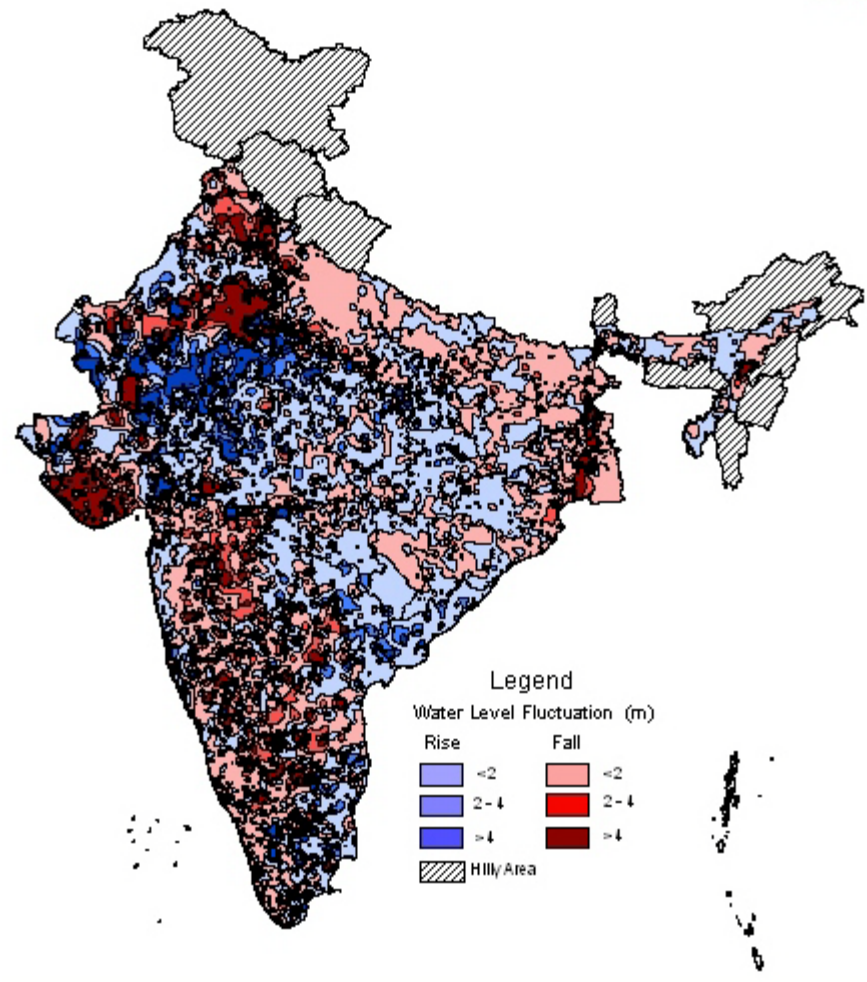 Legend
Water Level Fluctuation (m)
Rise Fall
<2 <2
2-4 2-4
>4 >4
Hilly Area